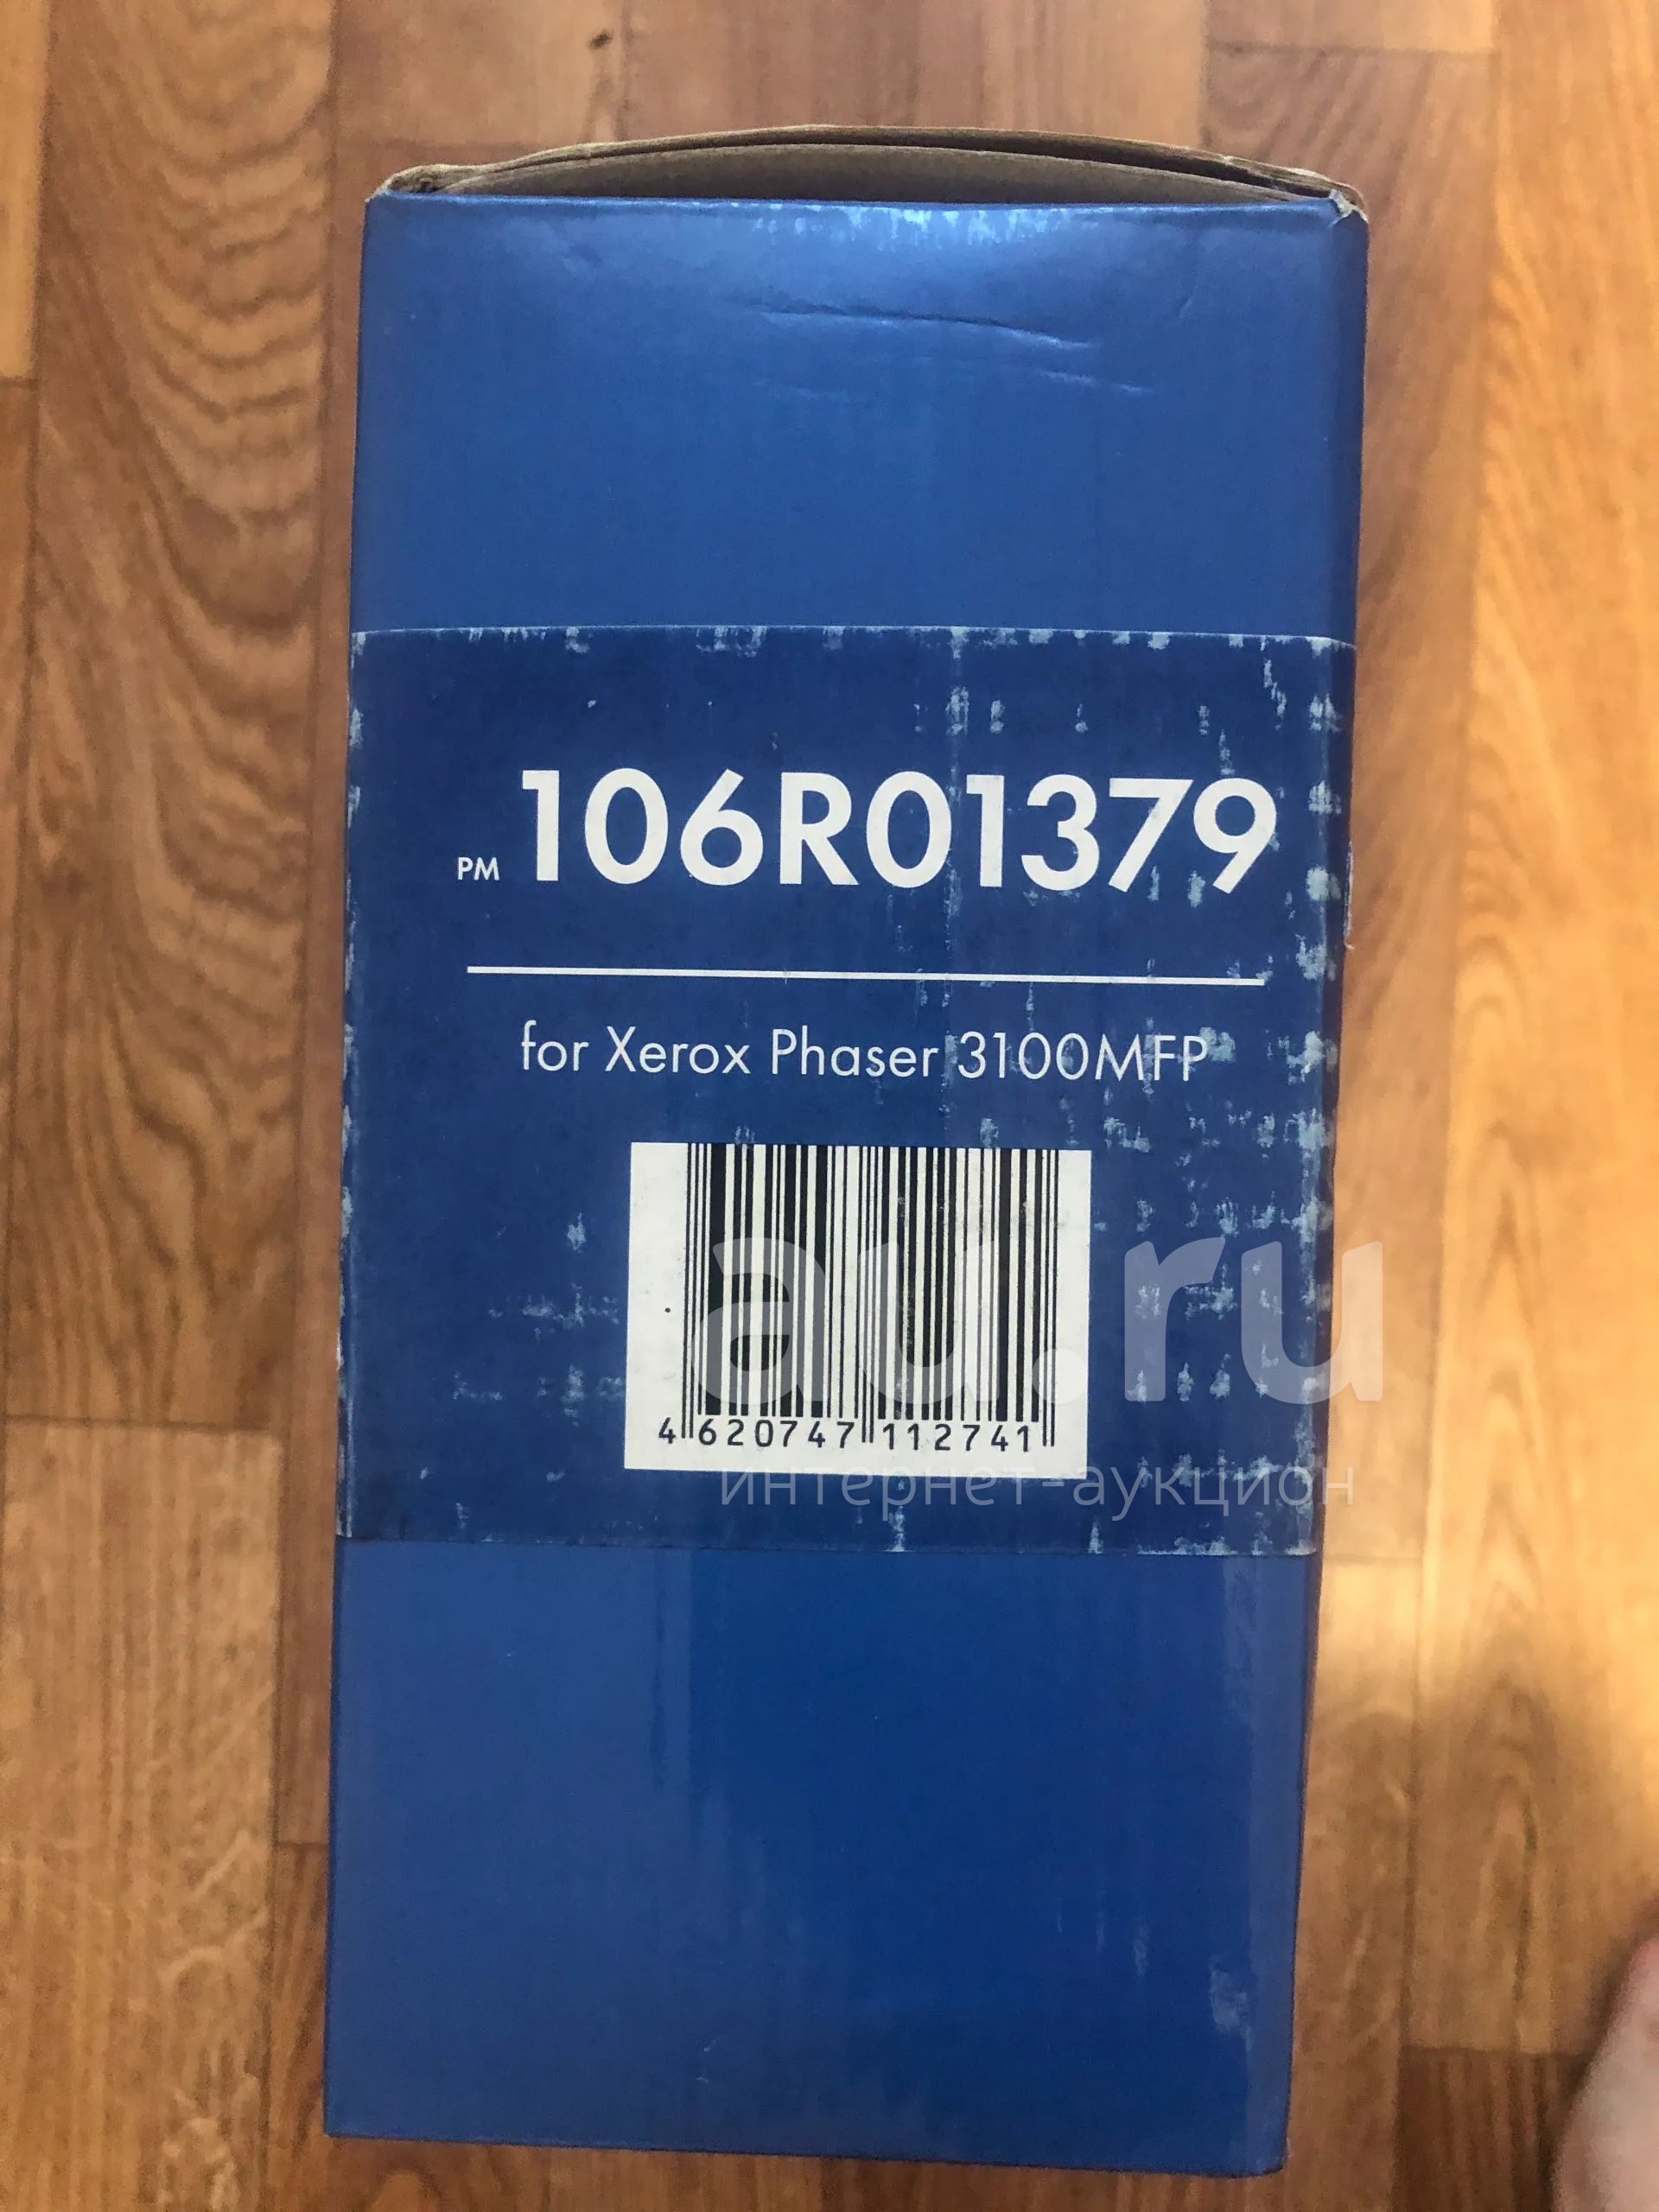 PM 106R01379
for Xerox Phaser 3100MFP
4 620747 112741
au.ru
интернет-аукцион